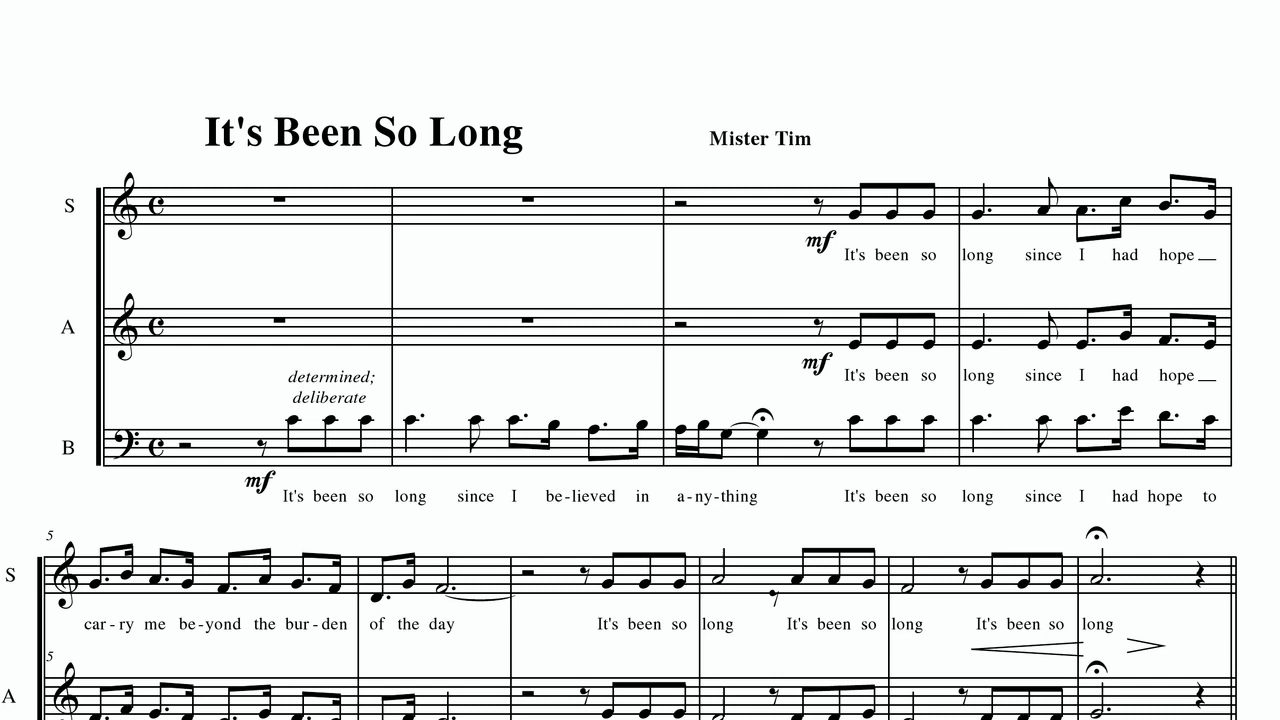 It's Been So Long
Mister Tim
S
mf
It's been so long since I had hope
A
mf
It's been so long since I had hope
determined;
deliberate
B
mf
It's been so long since I be-lieved in a-ny-thing It's been so long since I had hope to
5
S
car-ry me be-yond the bur-den of the day It's been so long It's been so long It's been so long
5
A